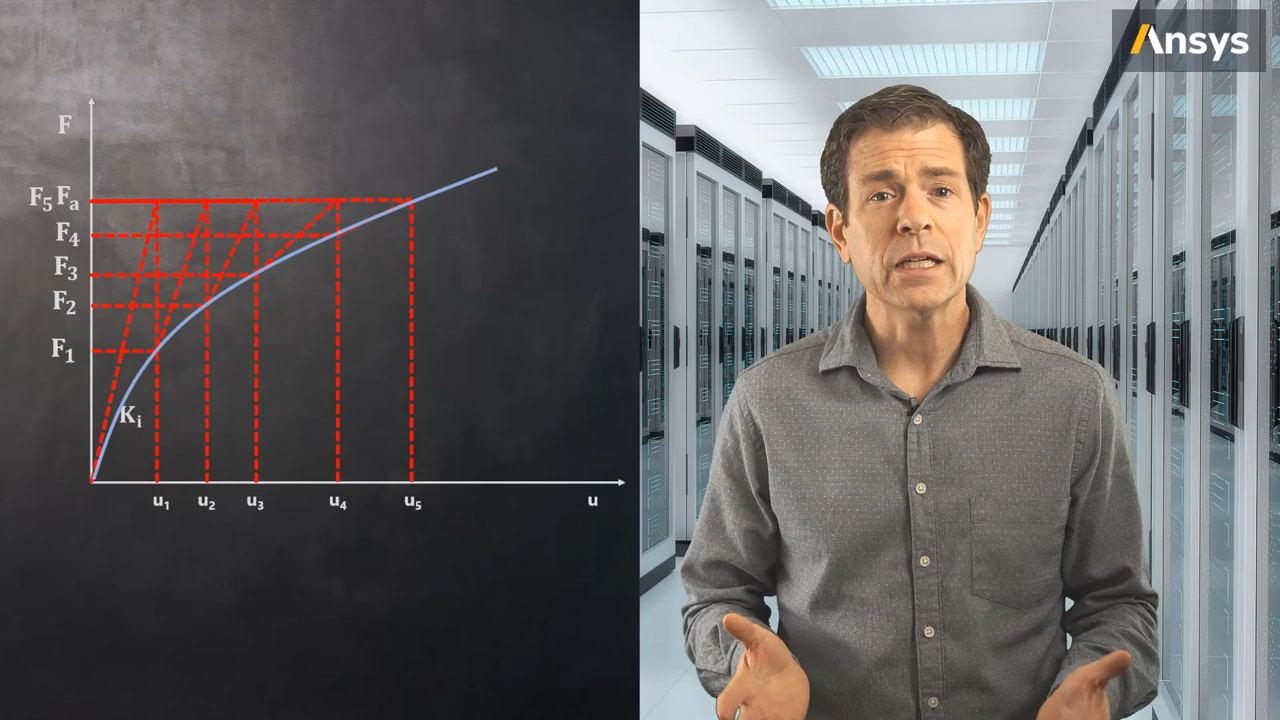 Ansys
F
F₅ Fₐ
F₄
F₃
F₂
F₁
Kᵢ
u₁ u₂ u₃ u₄ u₅ u